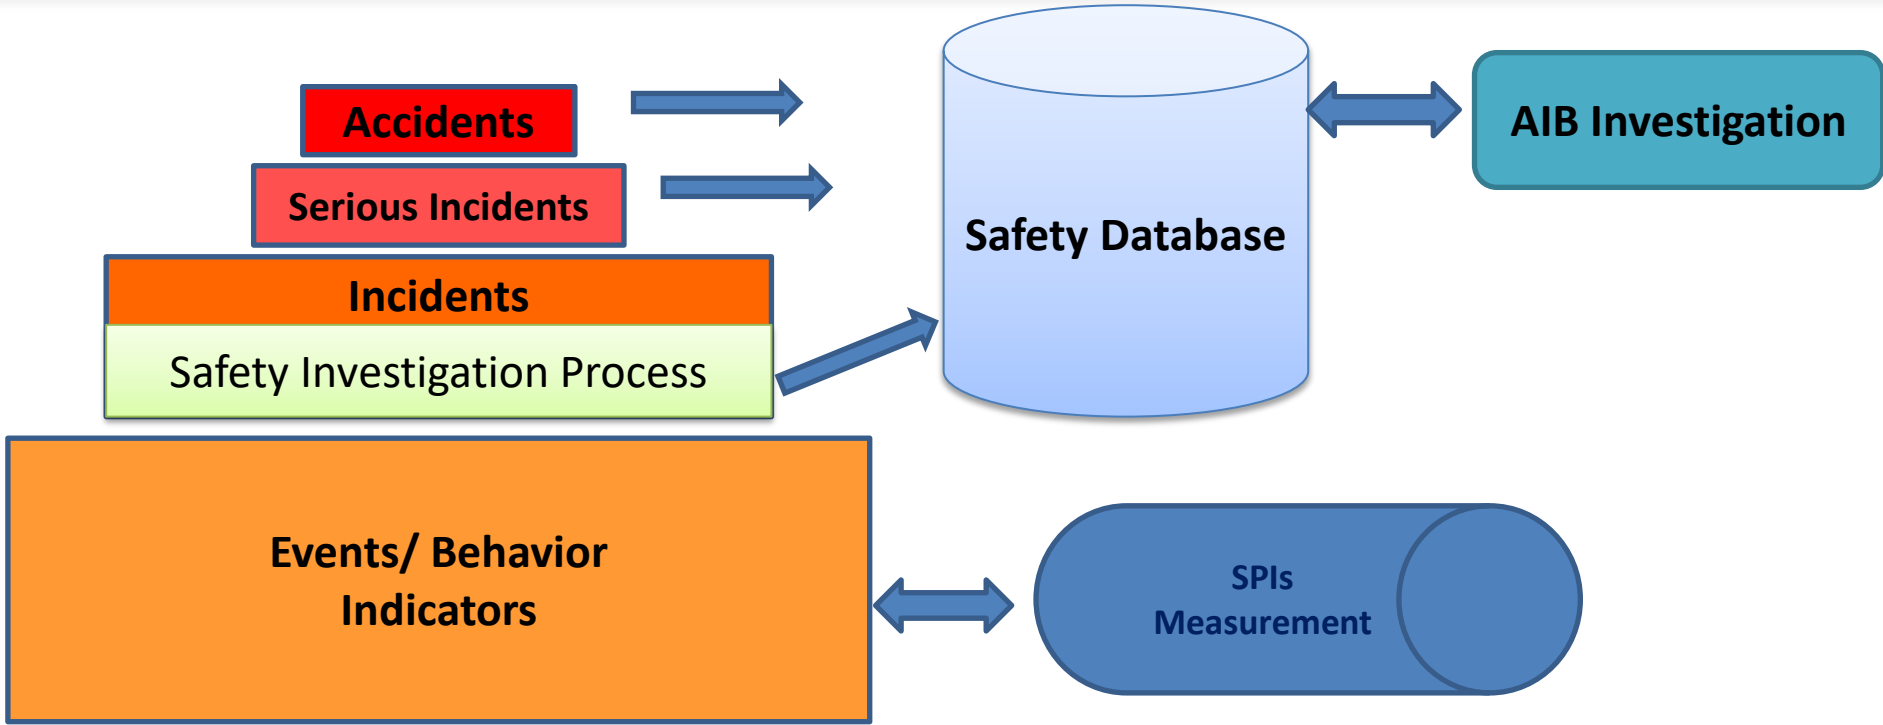 Accidents
AIB Investigation
Serious Incidents
Safety Database
Incidents
Safety Investigation Process
Events/ Behavior
Indicators
SPIs
Measurement